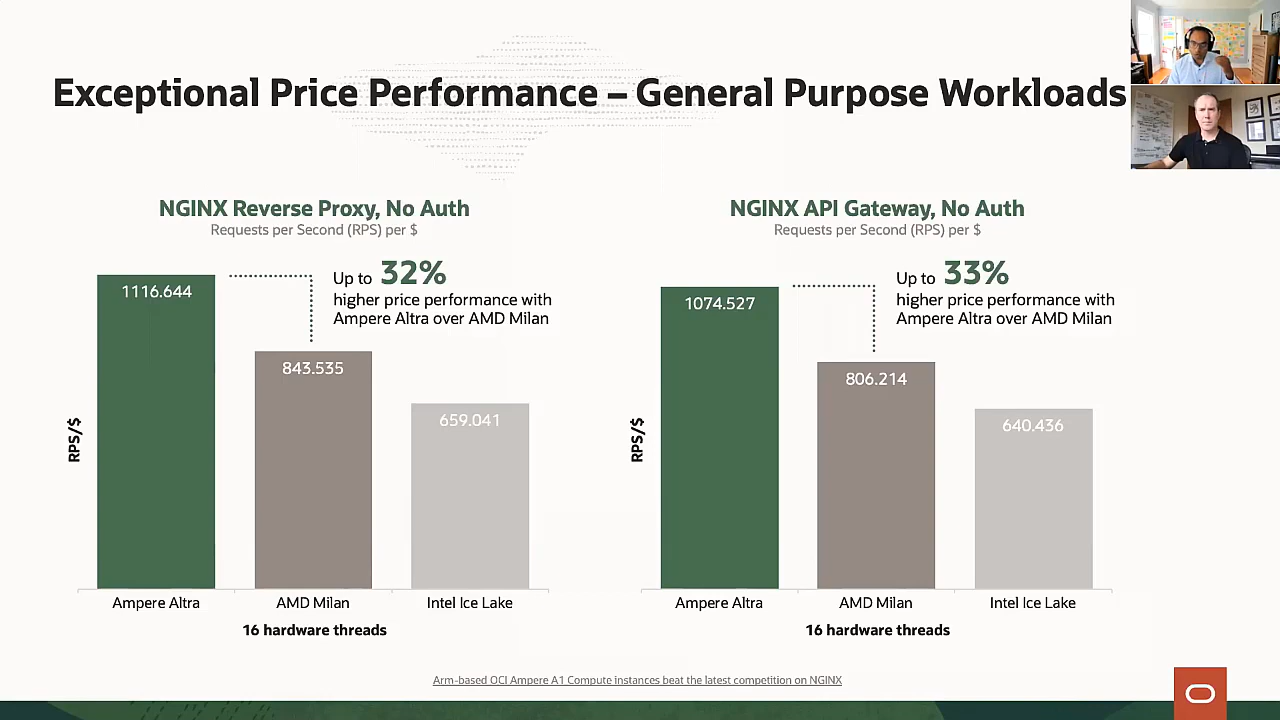 Exceptional Price Performance – General Purpose Workloads
NGINX Reverse Proxy, No Auth
Requests per Second (RPS) per $
Up to 32%
higher price performance with
Ampere Altra over AMD Milan
1116.644
843.535
659.041
RPS/$
Ampere Altra
AMD Milan
Intel Ice Lake
16 hardware threads
NGINX API Gateway, No Auth
Requests per Second (RPS) per $
Up to 33%
higher price performance with
Ampere Altra over AMD Milan
1074.527
806.214
640.436
RPS/$
Ampere Altra
AMD Milan
Intel Ice Lake
16 hardware threads
Arm-based OCI Ampere A1 Compute instances beat the latest competition on NGINX